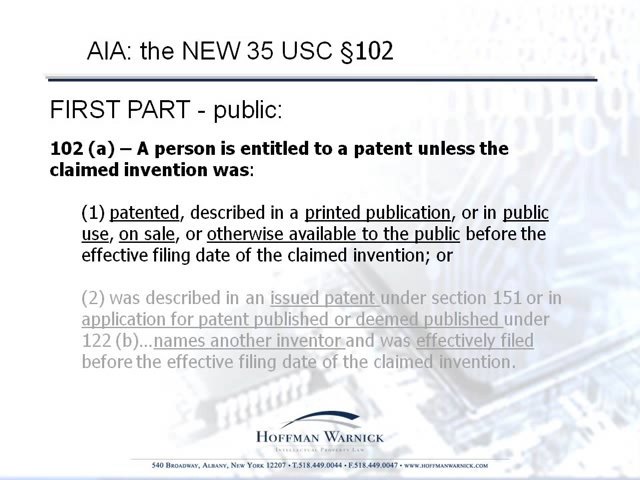 AIA: the NEW 35 USC §102
FIRST PART - public:
102 (a) – A person is entitled to a patent unless the
claimed invention was:
(1) patented, described in a printed publication, or in public
use, on sale, or otherwise available to the public before the
effective filing date of the claimed invention; or
(2) was described in an issued patent under section 151 or in
application for patent published or deemed published under
122 (b)…names another inventor and was effectively filed
before the effective filing date of the claimed invention.
HOFFMAN WARNICK
INTELLECTUAL PROPERTY LAW
540 BROADWAY, ALBANY, NEW YORK 12207 • T.518.449.0044 • F.518.449.0047 • WWW.HOFFMANWARNICK.COM